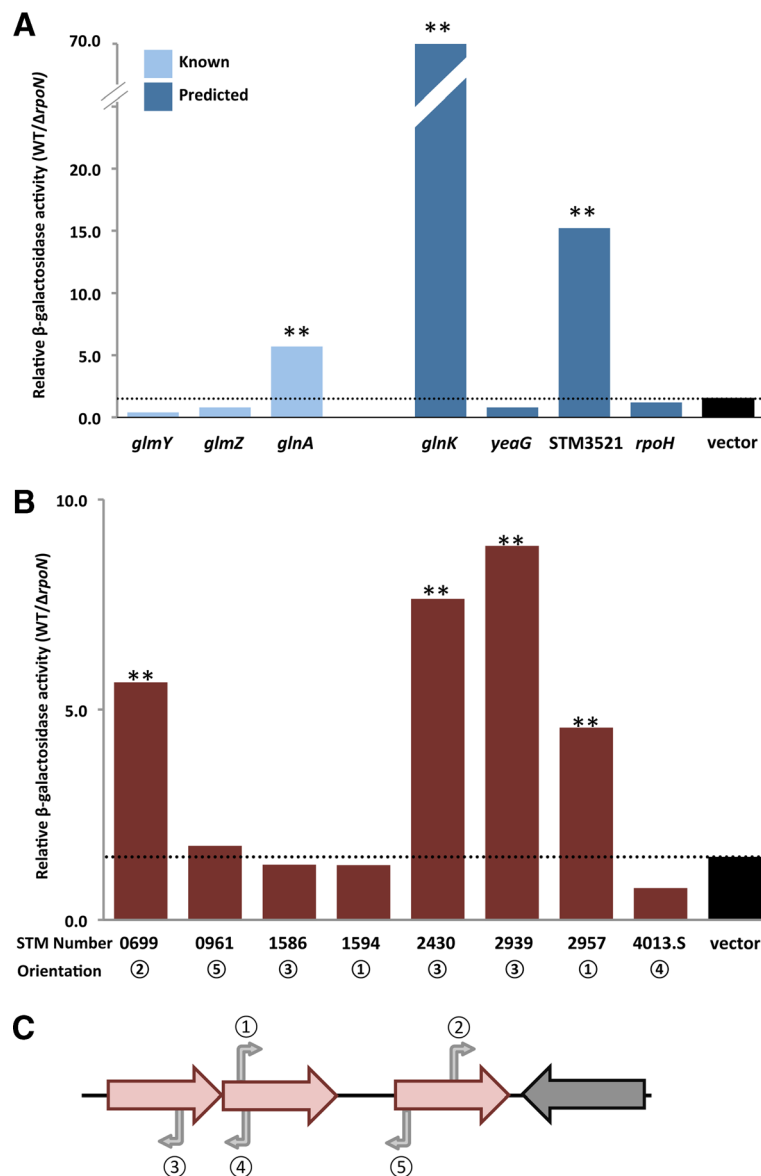 A
Relative β-galactosidase activity (WT/ΔrpoN)
70.0
20.0
15.0
10.0
5.0
0.0
Known
Predicted
**
**
**
glmY glmZ glnA glnK yeaG STM3521 rpoH vector
B
Relative β-galactosidase activity (WT/ΔrpoN)
10.0
5.0
0.0
**
**
**
**
STM Number 0699 0961 1586 1594 2430 2939 2957 4013.S vector
Orientation ② ⑤ ③ ① ③ ③ ① ④
C
① ②
③ ④ ⑤